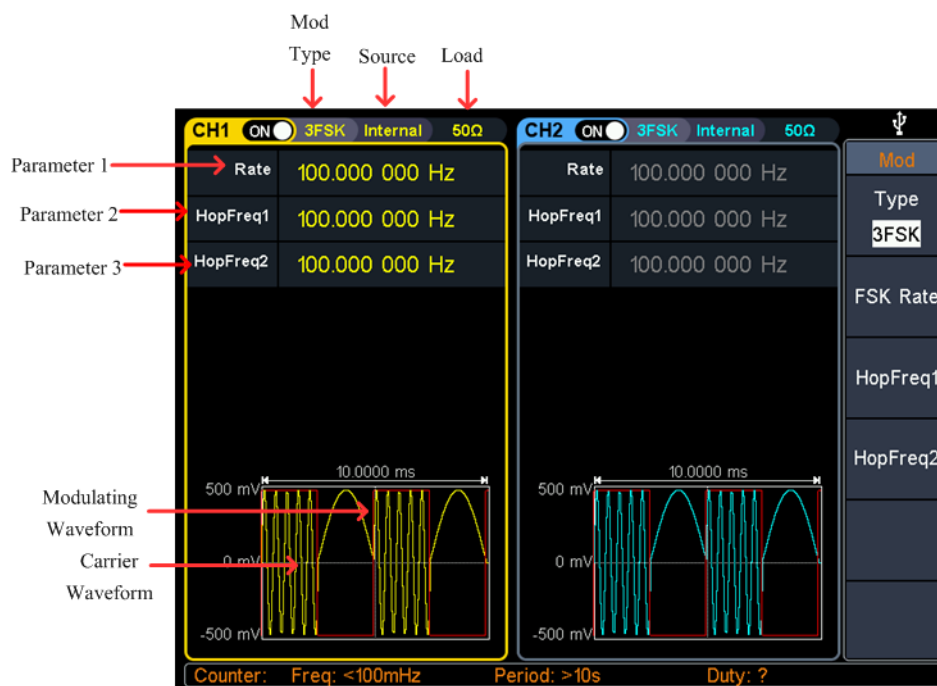 Mod
Type Source Load
CH1 ON 3FSK Internal 50Ω CH2 ON 3FSK Internal 50Ω
Mod
Parameter 1 Rate 100.000 000 Hz Rate 100.000 000 Hz
Type
3FSK
Parameter 2 HopFreq1 100.000 000 Hz HopFreq1 100.000 000 Hz
Parameter 3 HopFreq2 100.000 000 Hz HopFreq2 100.000 000 Hz
FSK Rate
HopFreq1
HopFreq2
10.0000 ms 10.0000 ms
500 mV 500 mV
Modulating
Waveform
Carrier
Waveform
0 mV 0 mV
-500 mV -500 mV
Counter: Freq: <100mHz Period: >10s Duty: ?